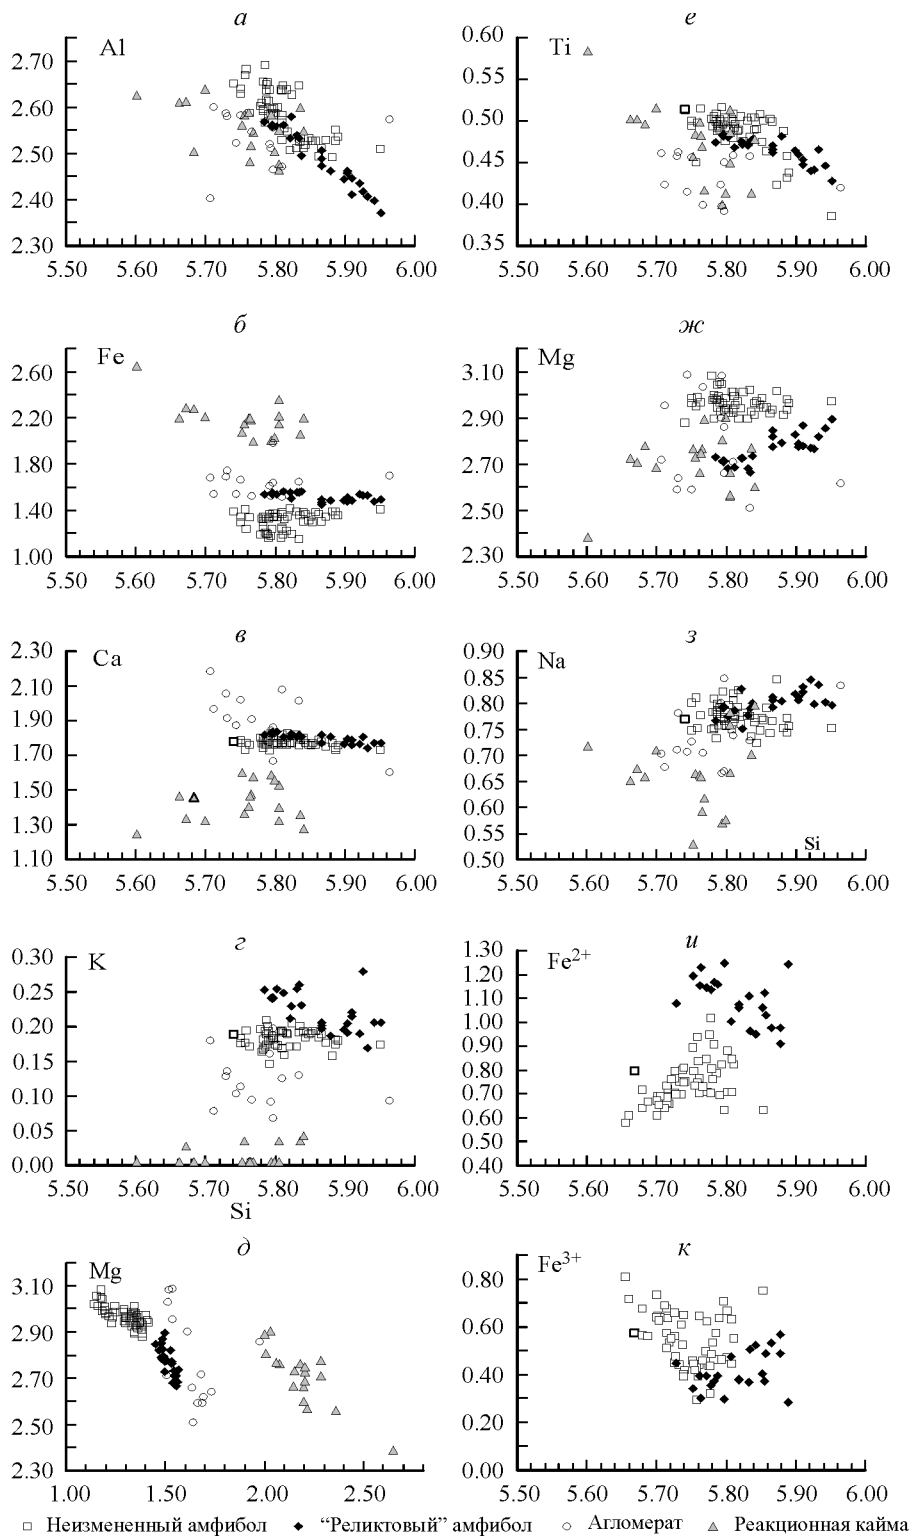 а е
Al Ti
2.70
2.60
2.50
2.40
2.30
5.50 5.60 5.70 5.80 5.90 6.00
0.60
0.55
0.50
0.45
0.40
0.35
5.50 5.60 5.70 5.80 5.90 6.00
б ж
Fe Mg
2.60
2.20
1.80
1.40
1.00
5.50 5.60 5.70 5.80 5.90 6.00
3.10
2.90
2.70
2.50
2.30
5.50 5.60 5.70 5.80 5.90 6.00
в з
Ca Na
2.30
2.10
1.90
1.70
1.50
1.30
1.10
5.50 5.60 5.70 5.80 5.90 6.00
0.90
0.85
0.80
0.75
0.70
0.65
0.60
0.55
0.50
Si
5.50 5.60 5.70 5.80 5.90 6.00
г и
K Fe2+
0.30
0.25
0.20
0.15
0.10
0.05
0.00
5.50 5.60 5.70 5.80 5.90 6.00
Si
1.30
1.20
1.10
1.00
0.90
0.80
0.70
0.60
0.50
0.40
5.50 5.60 5.70 5.80 5.90 6.00
д к
Mg Fe3+
3.10
2.90
2.70
2.50
2.30
1.00 1.50 2.00 2.50
0.80
0.60
0.40
0.20
0.00
5.50 5.60 5.70 5.80 5.90 6.00
Неизмененный амфибол “Реликтовый” амфибол Агломерат Реакционная кайма